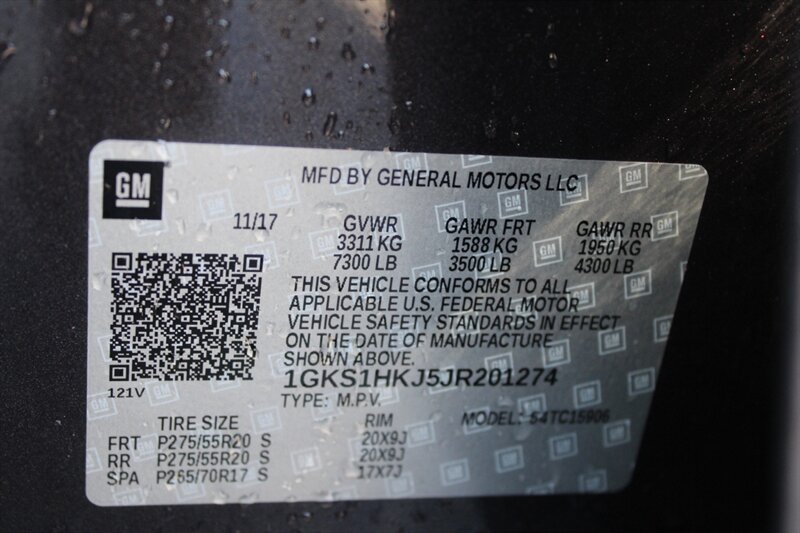 GM
MFD BY GENERAL MOTORS LLC
11/17 GVWR GAWR FRT GAWR RR
3311 KG 1588 KG 1950 KG
7300 LB 3500 LB 4300 LB
THIS VEHICLE CONFORMS TO ALL
APPLICABLE U.S. FEDERAL MOTOR
VEHICLE SAFETY STANDARDS IN EFFECT
ON THE DATE OF MANUFACTURE
SHOWN ABOVE.
1GKS1HKJ5JR201274
121V
TYPE: M.P.V.
TIRE SIZE RIM MODEL: 54TC15906
FRT P275/55R20 S 20X9J
RR P275/55R20 S 20X9J
SPA P265/70R17 S 17X7J